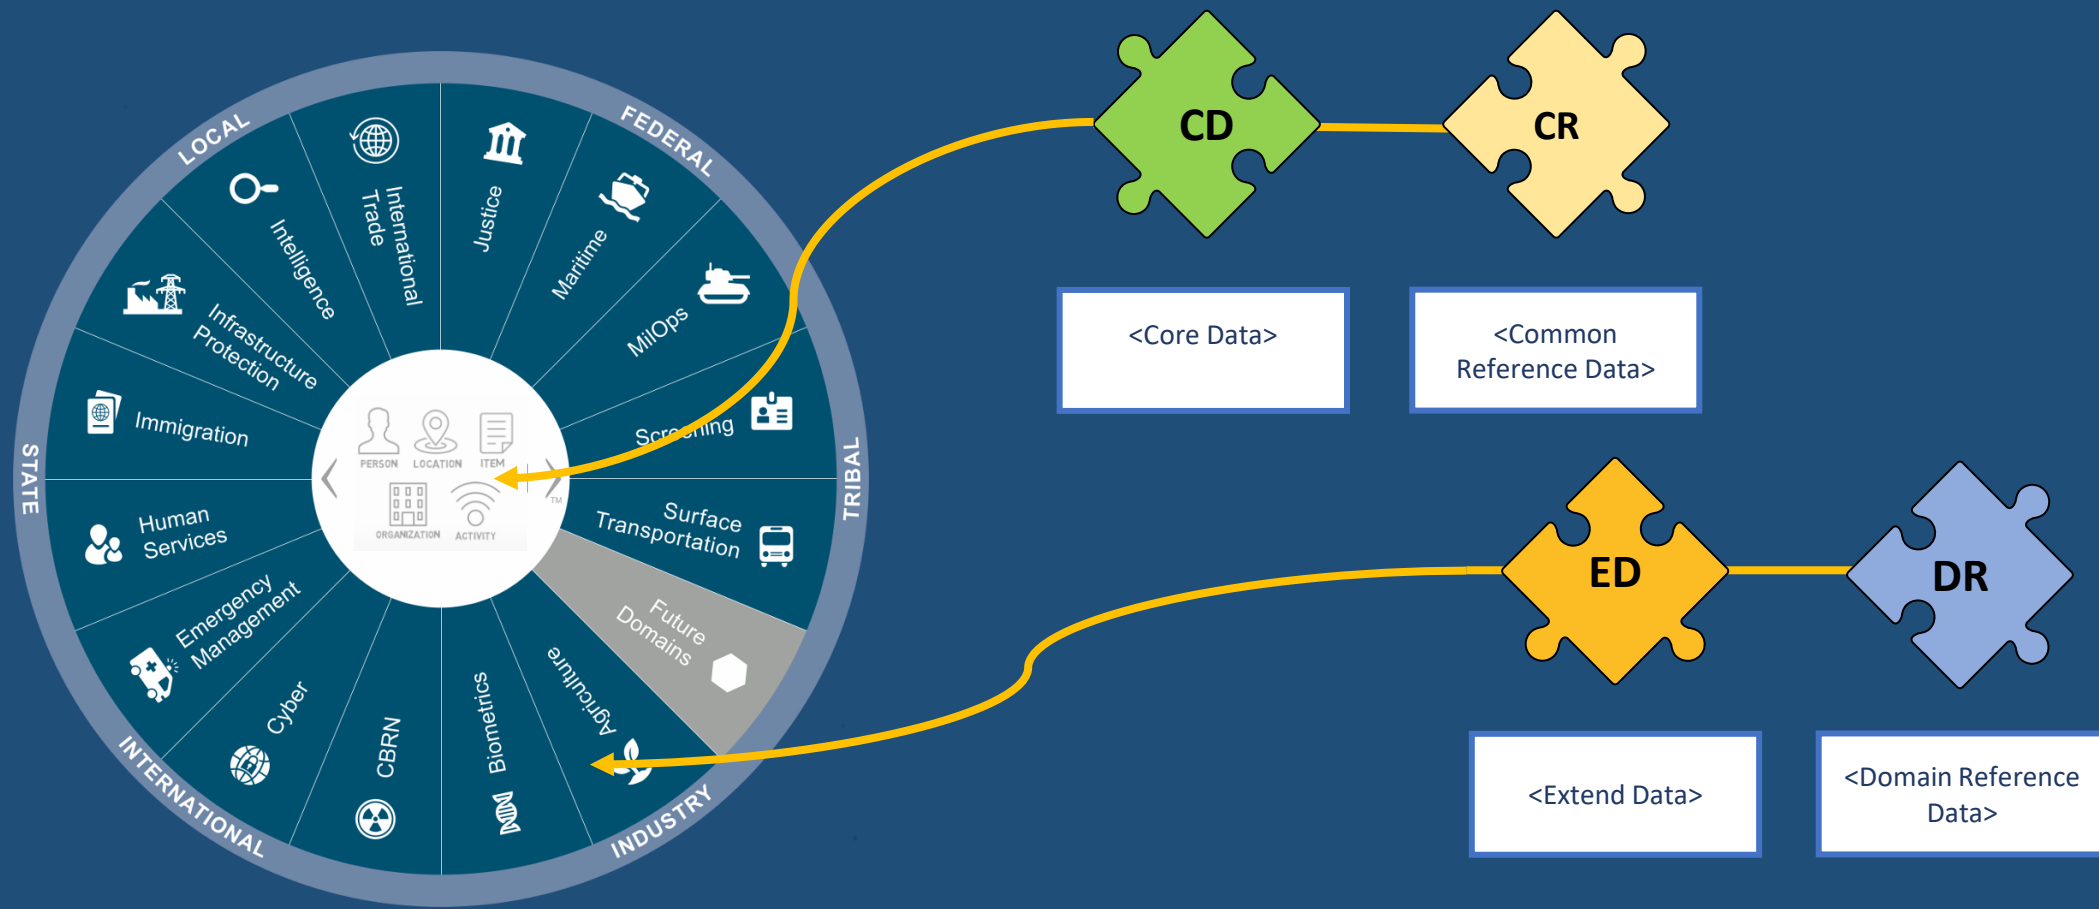 LOCAL
FEDERAL
TRIBAL
INDUSTRY
INTERNATIONAL
STATE
International
Trade
Justice
Maritime
MilOps
Screening
Surface
Transportation
Future
Domains
Agriculture
Biometrics
CBRN
Cyber
Emergency
Management
Human
Services
Immigration
Infrastructure
Protection
Intelligence
PERSON LOCATION ITEM
ORGANIZATION ACTIVITY
TM
CD
CR
<Core Data>
<Common
Reference Data>
ED
DR
<Extend Data>
<Domain Reference
Data>